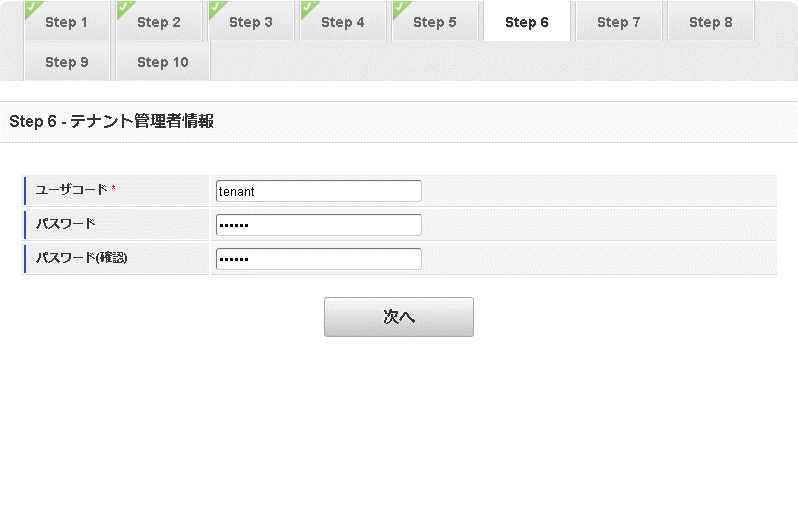 Step 1 Step 2 Step 3 Step 4 Step 5 Step 6 Step 7 Step 8
Step 9 Step 10
Step 6 - テナント管理者情報
ユーザコード * tenant
パスワード ••••••
パスワード(確認) ••••••
次へ